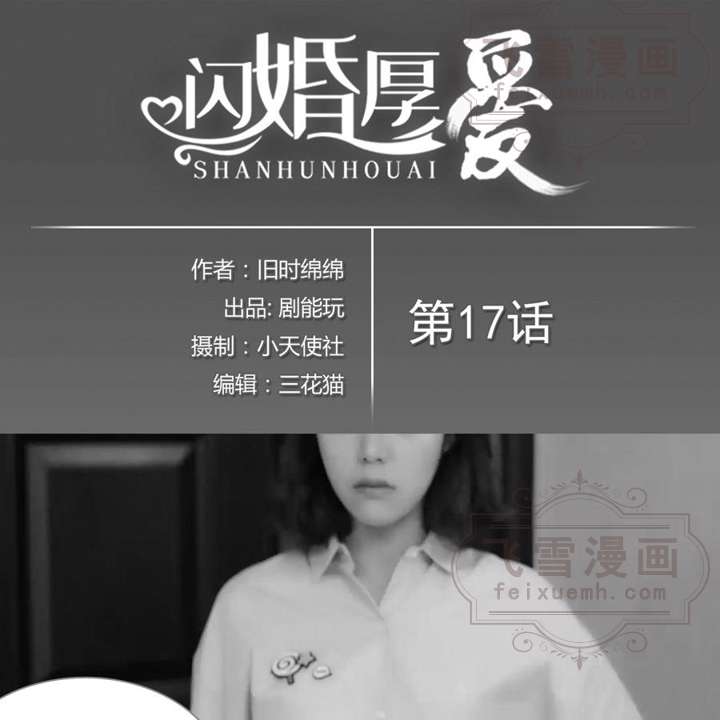 飞雪漫画
feixuemh.com
闪婚厚爱
SHANHUNHOUAI
作者：旧时绵绵
出品: 剧能玩
摄制：小天使社
编辑：三花猫
第17话
飞雪漫画
feixuemh.com